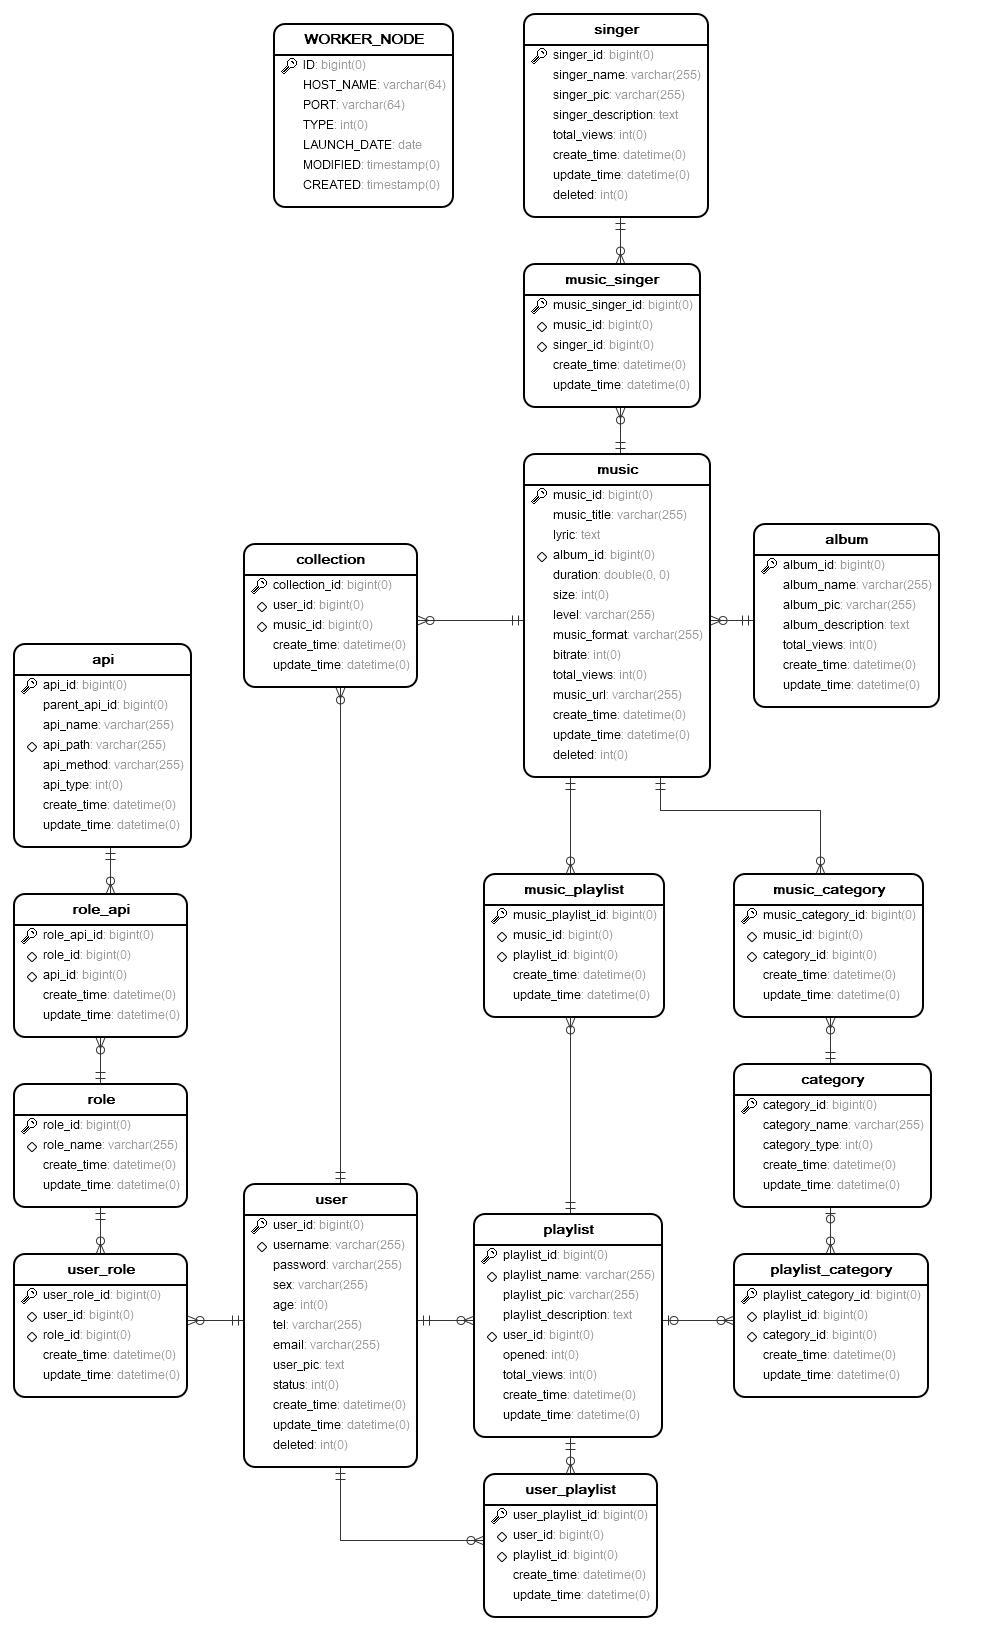 WORKER_NODE
ID: bigint(0)
HOST_NAME: varchar(64)
PORT: varchar(64)
TYPE: int(0)
LAUNCH_DATE: date
MODIFIED: timestamp(0)
CREATED: timestamp(0)
singer
singer_id: bigint(0)
singer_name: varchar(255)
singer_pic: varchar(255)
singer_description: text
total_views: int(0)
create_time: datetime(0)
update_time: datetime(0)
deleted: int(0)
music_singer
music_singer_id: bigint(0)
music_id: bigint(0)
singer_id: bigint(0)
create_time: datetime(0)
update_time: datetime(0)
music
music_id: bigint(0)
music_title: varchar(255)
lyric: text
album_id: bigint(0)
duration: double(0, 0)
size: int(0)
level: varchar(255)
music_format: varchar(255)
bitrate: int(0)
total_views: int(0)
music_url: varchar(255)
create_time: datetime(0)
update_time: datetime(0)
deleted: int(0)
album
album_id: bigint(0)
album_name: varchar(255)
album_pic: varchar(255)
album_description: text
total_views: int(0)
create_time: datetime(0)
update_time: datetime(0)
collection
collection_id: bigint(0)
user_id: bigint(0)
music_id: bigint(0)
create_time: datetime(0)
update_time: datetime(0)
api
api_id: bigint(0)
parent_api_id: bigint(0)
api_name: varchar(255)
api_path: varchar(255)
api_method: varchar(255)
api_type: int(0)
create_time: datetime(0)
update_time: datetime(0)
role_api
role_api_id: bigint(0)
role_id: bigint(0)
api_id: bigint(0)
create_time: datetime(0)
update_time: datetime(0)
music_playlist
music_playlist_id: bigint(0)
music_id: bigint(0)
playlist_id: bigint(0)
create_time: datetime(0)
update_time: datetime(0)
music_category
music_category_id: bigint(0)
music_id: bigint(0)
category_id: bigint(0)
create_time: datetime(0)
update_time: datetime(0)
role
role_id: bigint(0)
role_name: varchar(255)
create_time: datetime(0)
update_time: datetime(0)
category
category_id: bigint(0)
category_name: varchar(255)
category_type: int(0)
create_time: datetime(0)
update_time: datetime(0)
user_role
user_role_id: bigint(0)
user_id: bigint(0)
role_id: bigint(0)
create_time: datetime(0)
update_time: datetime(0)
user
user_id: bigint(0)
username: varchar(255)
password: varchar(255)
sex: varchar(255)
age: int(0)
tel: varchar(255)
email: varchar(255)
user_pic: text
status: int(0)
create_time: datetime(0)
update_time: datetime(0)
deleted: int(0)
playlist
playlist_id: bigint(0)
playlist_name: varchar(255)
playlist_pic: varchar(255)
playlist_description: text
user_id: bigint(0)
opened: int(0)
total_views: int(0)
create_time: datetime(0)
update_time: datetime(0)
playlist_category
playlist_category_id: bigint(0)
playlist_id: bigint(0)
category_id: bigint(0)
create_time: datetime(0)
update_time: datetime(0)
user_playlist
user_playlist_id: bigint(0)
user_id: bigint(0)
playlist_id: bigint(0)
create_time: datetime(0)
update_time: datetime(0)